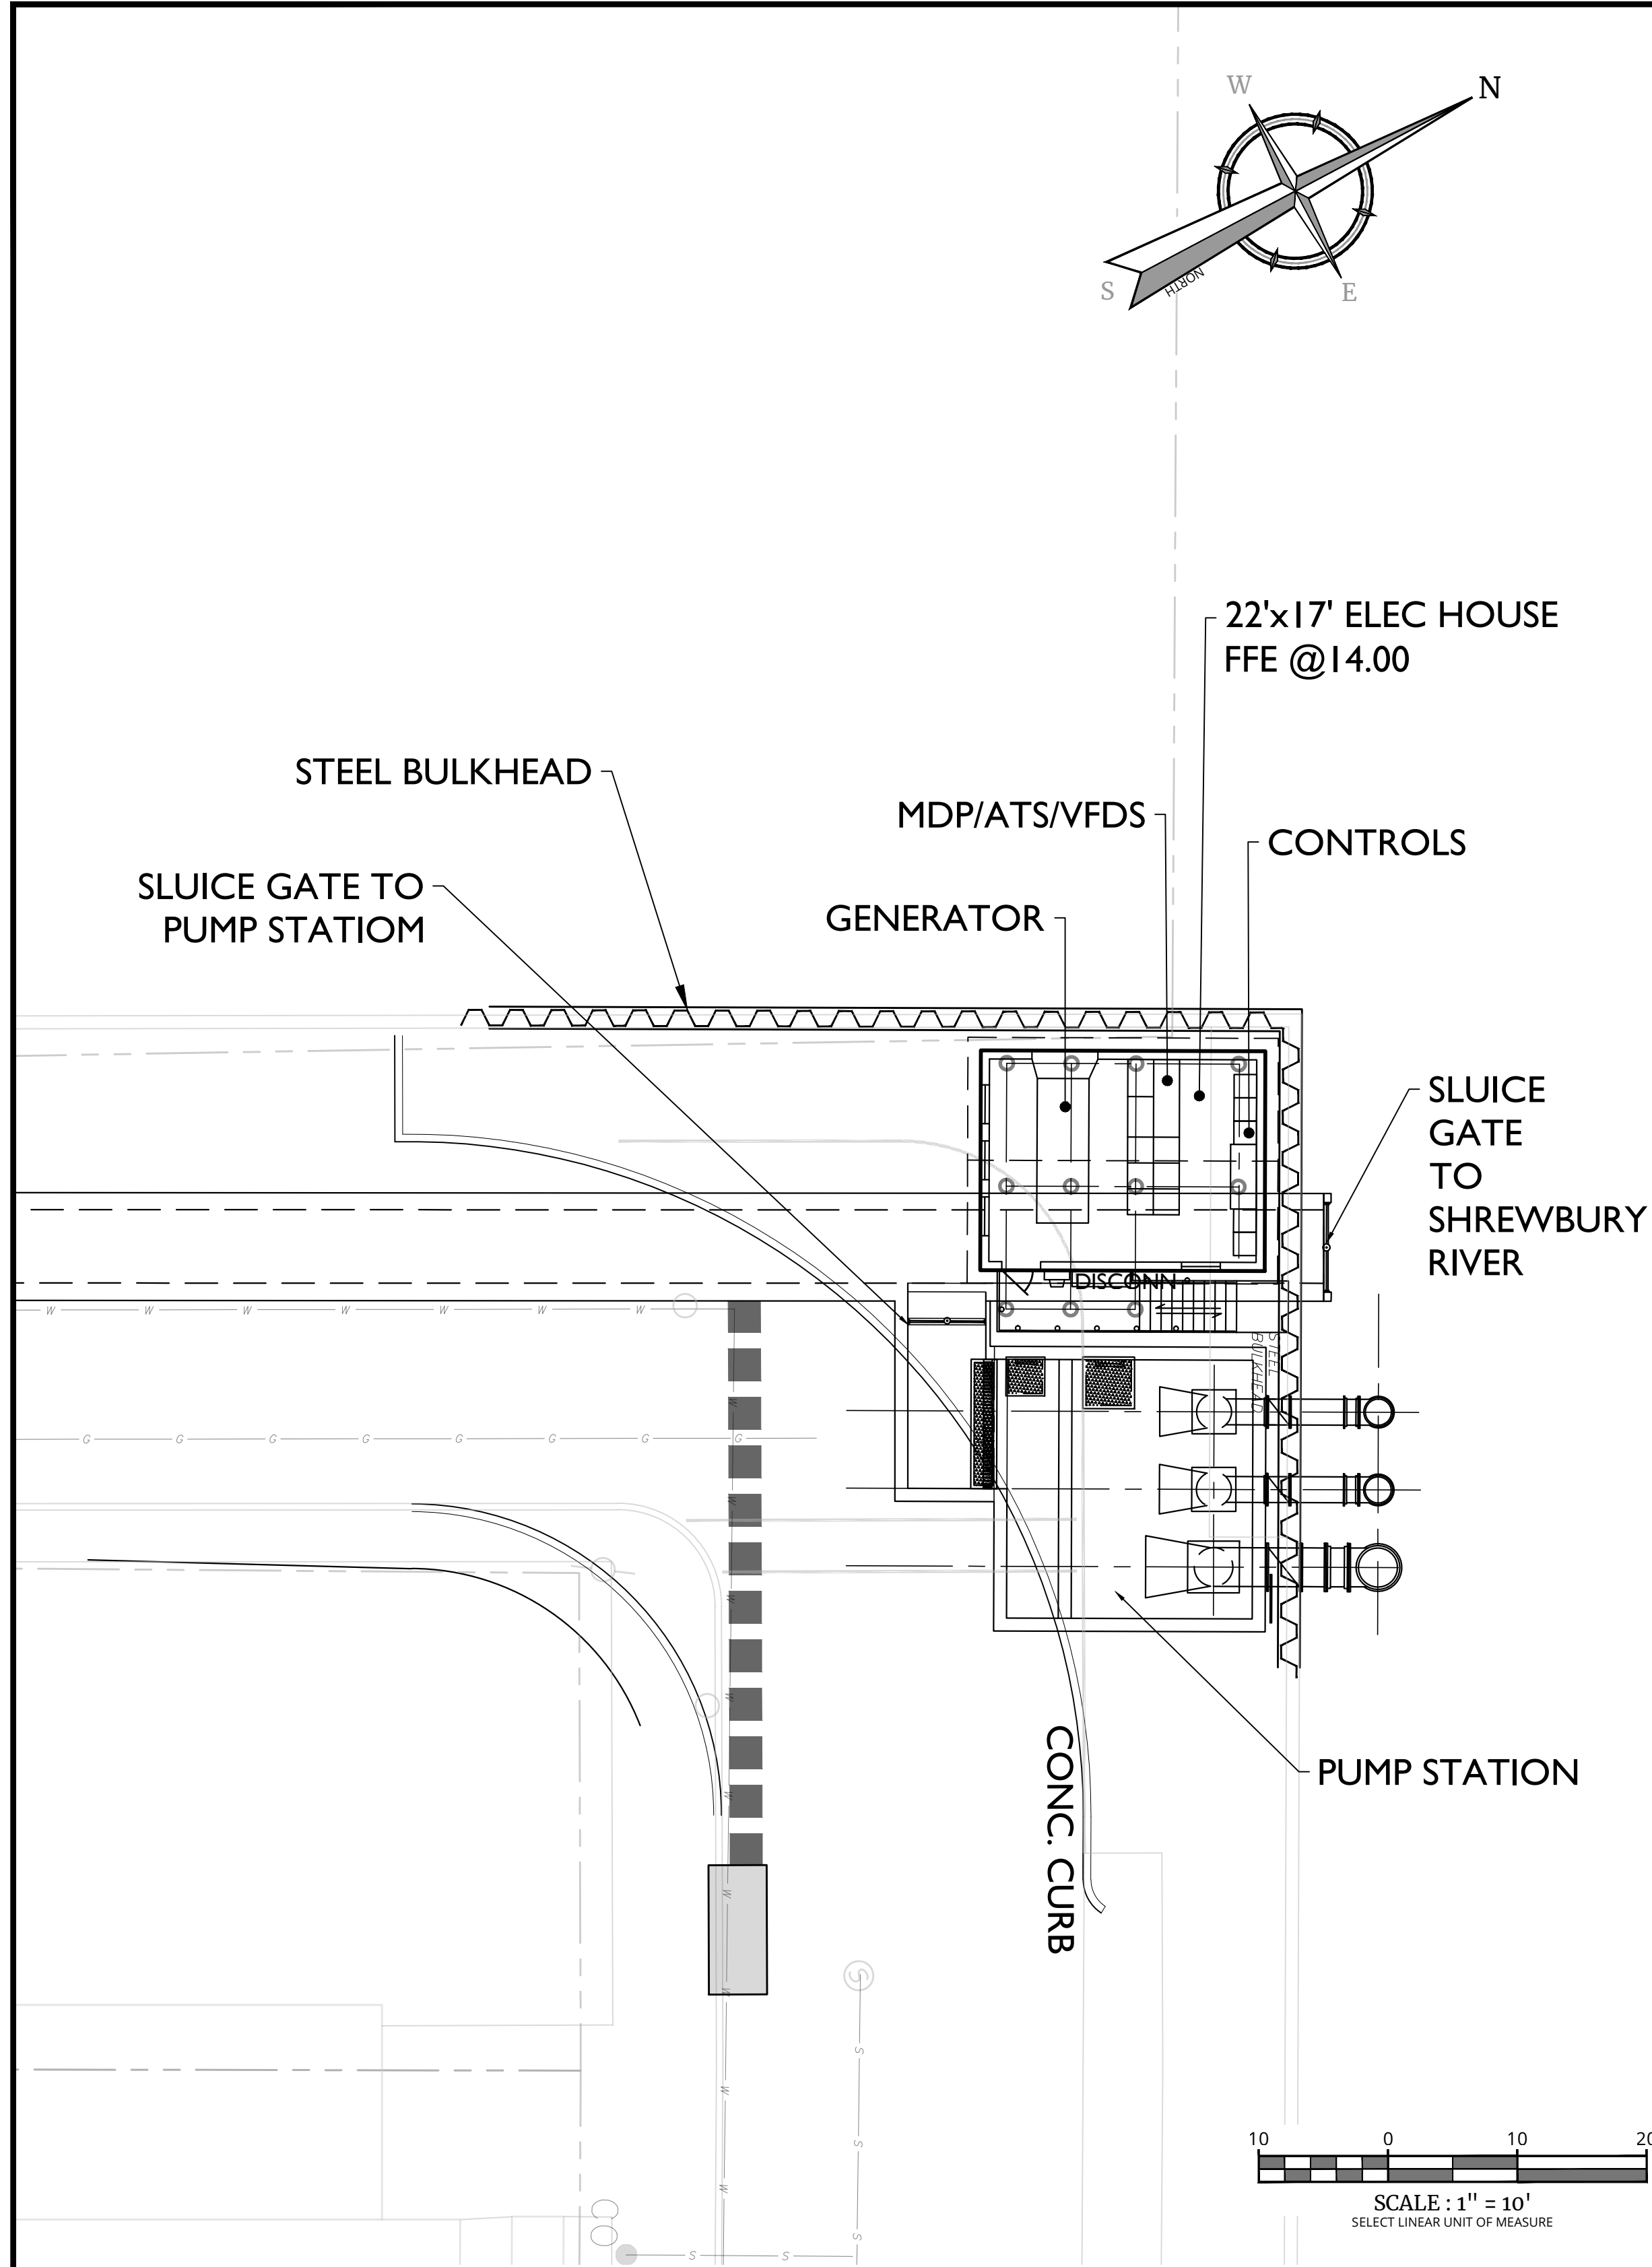 W
N
S
NORTH
E
22'x17' ELEC HOUSE
FFE @14.00
STEEL BULKHEAD
MDP/ATS/VFDS
CONTROLS
SLUICE GATE TO
PUMP STATIOM
GENERATOR
SLUICE
GATE
TO
SHREWBURY
RIVER
DISCONN
W W W W W W W
STEEL
BULKHEAD
W
G G G G G G G G
W
W
W
W
CONC. CURB
PUMP STATION
W
W
S
S
W
S
W
S
S S
10 0 10 20
SCALE : 1" = 10'
SELECT LINEAR UNIT OF MEASURE